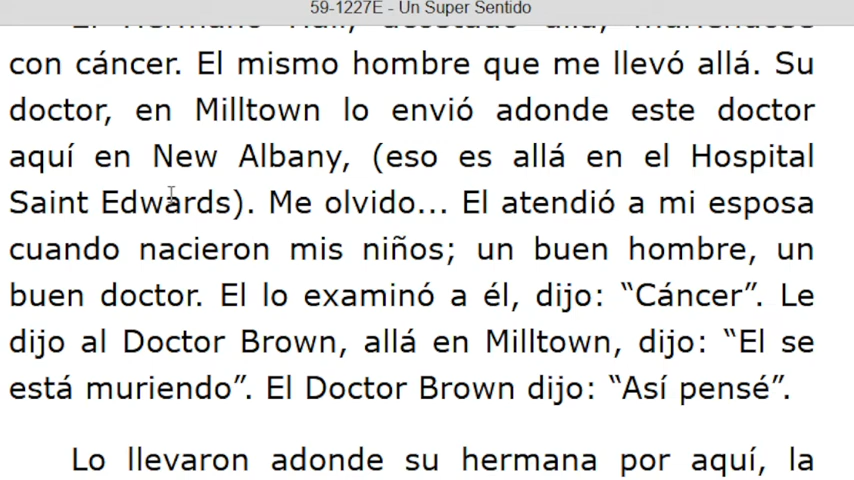 59-1227E - Un Super Sentido
con cáncer. El mismo hombre que me llevó allá. Su
doctor, en Milltown lo envió adonde este doctor
aquí en New Albany, (eso es allá en el Hospital
Saint Edwards). Me olvido... El atendió a mi esposa
cuando nacieron mis niños; un buen hombre, un
buen doctor. El lo examinó a él, dijo: “Cáncer”. Le
dijo al Doctor Brown, allá en Milltown, dijo: “El se
está muriendo”. El Doctor Brown dijo: “Así pensé”.
Lo llevaron adonde su hermana por aquí, la